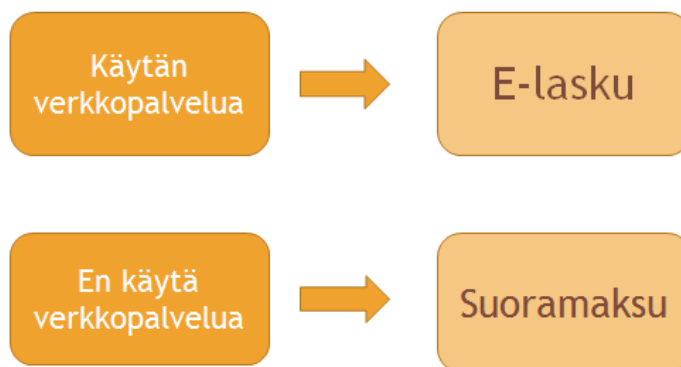 Käytän
verkkopalvelua
E-lasku
En käytä
verkkopalvelua
Suoramaksu